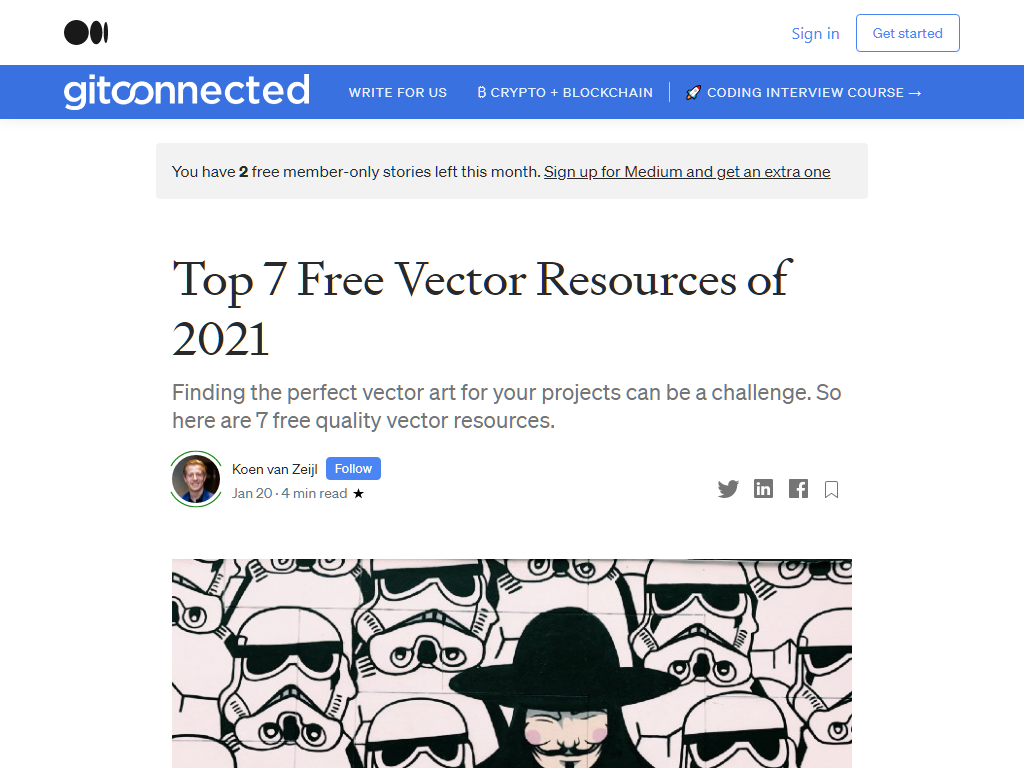 Sign in
Get started
gitconnected
WRITE FOR US
₿ CRYPTO + BLOCKCHAIN
🚀 CODING INTERVIEW COURSE →
You have 2 free member-only stories left this month. Sign up for Medium and get an extra one
Top 7 Free Vector Resources of
2021
Finding the perfect vector art for your projects can be a challenge. So
here are 7 free quality vector resources.
Koen van Zeijl
Follow
Jan 20 · 4 min read ★